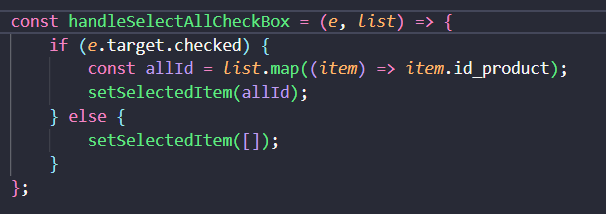 const handleSelectAllCheckBox = (e, list) => {
    if (e.target.checked) {
        const allId = list.map((item) => item.id_product);
        setSelectedItem(allId);
    } else {
        setSelectedItem([]);
    }
};